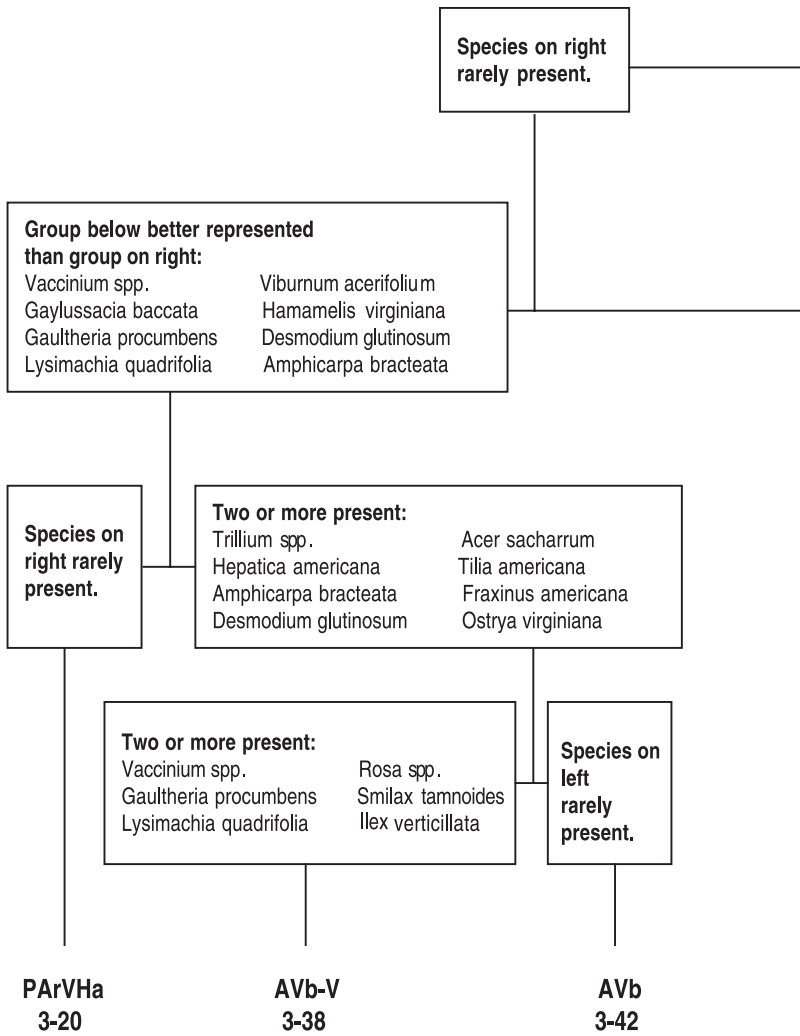 Species on right
rarely present.
Group below better represented
than group on right:
Vaccinium spp. Viburnum acerifolium
Gaylussacia baccata Hamamelis virginiana
Gaultheria procumbens Desmodium glutinosum
Lysimachia quadrifolia Amphicarpa bracteata
Species on
right rarely
present.
Two or more present:
Trillium spp. Acer sacharrum
Hepatica americana Tilia americana
Amphicarpa bracteata Fraxinus americana
Desmodium glutinosum Ostrya virginiana
Two or more present:
Vaccinium spp. Rosa spp.
Gaultheria procumbens Smilax tamnoides
Lysimachia quadrifolia Ilex verticillata
Species on
left
rarely
present.
PArVHa
3-20
AVb-V
3-38
AVb
3-42